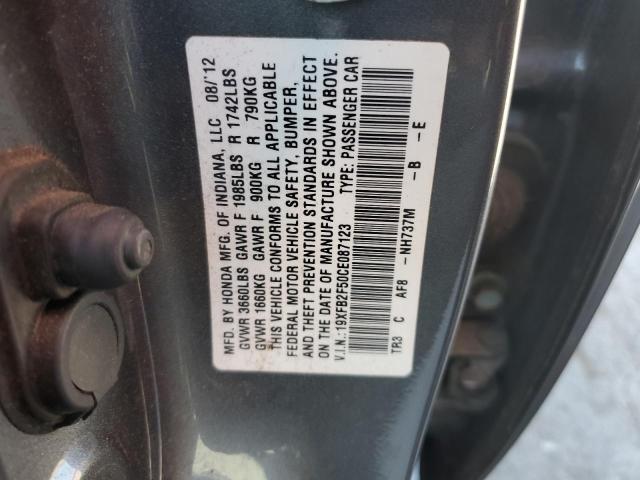 MFD. BY HONDA MFG. OF INDIANA, LLC 08/'12
GVWR 3660LBS GAWR F 1985LBS R 1742LBS
GVWR 1660KG GAWR F 900KG R 790KG
THIS VEHICLE CONFORMS TO ALL APPLICABLE
FEDERAL MOTOR VEHICLE SAFETY, BUMPER,
AND THEFT PREVENTION STANDARDS IN EFFECT
ON THE DATE OF MANUFACTURE SHOWN ABOVE.
V.I.N.:19XFB2F50CE087123 TYPE: PASSENGER CAR
TR3 C AF8 -NH737M -B -E